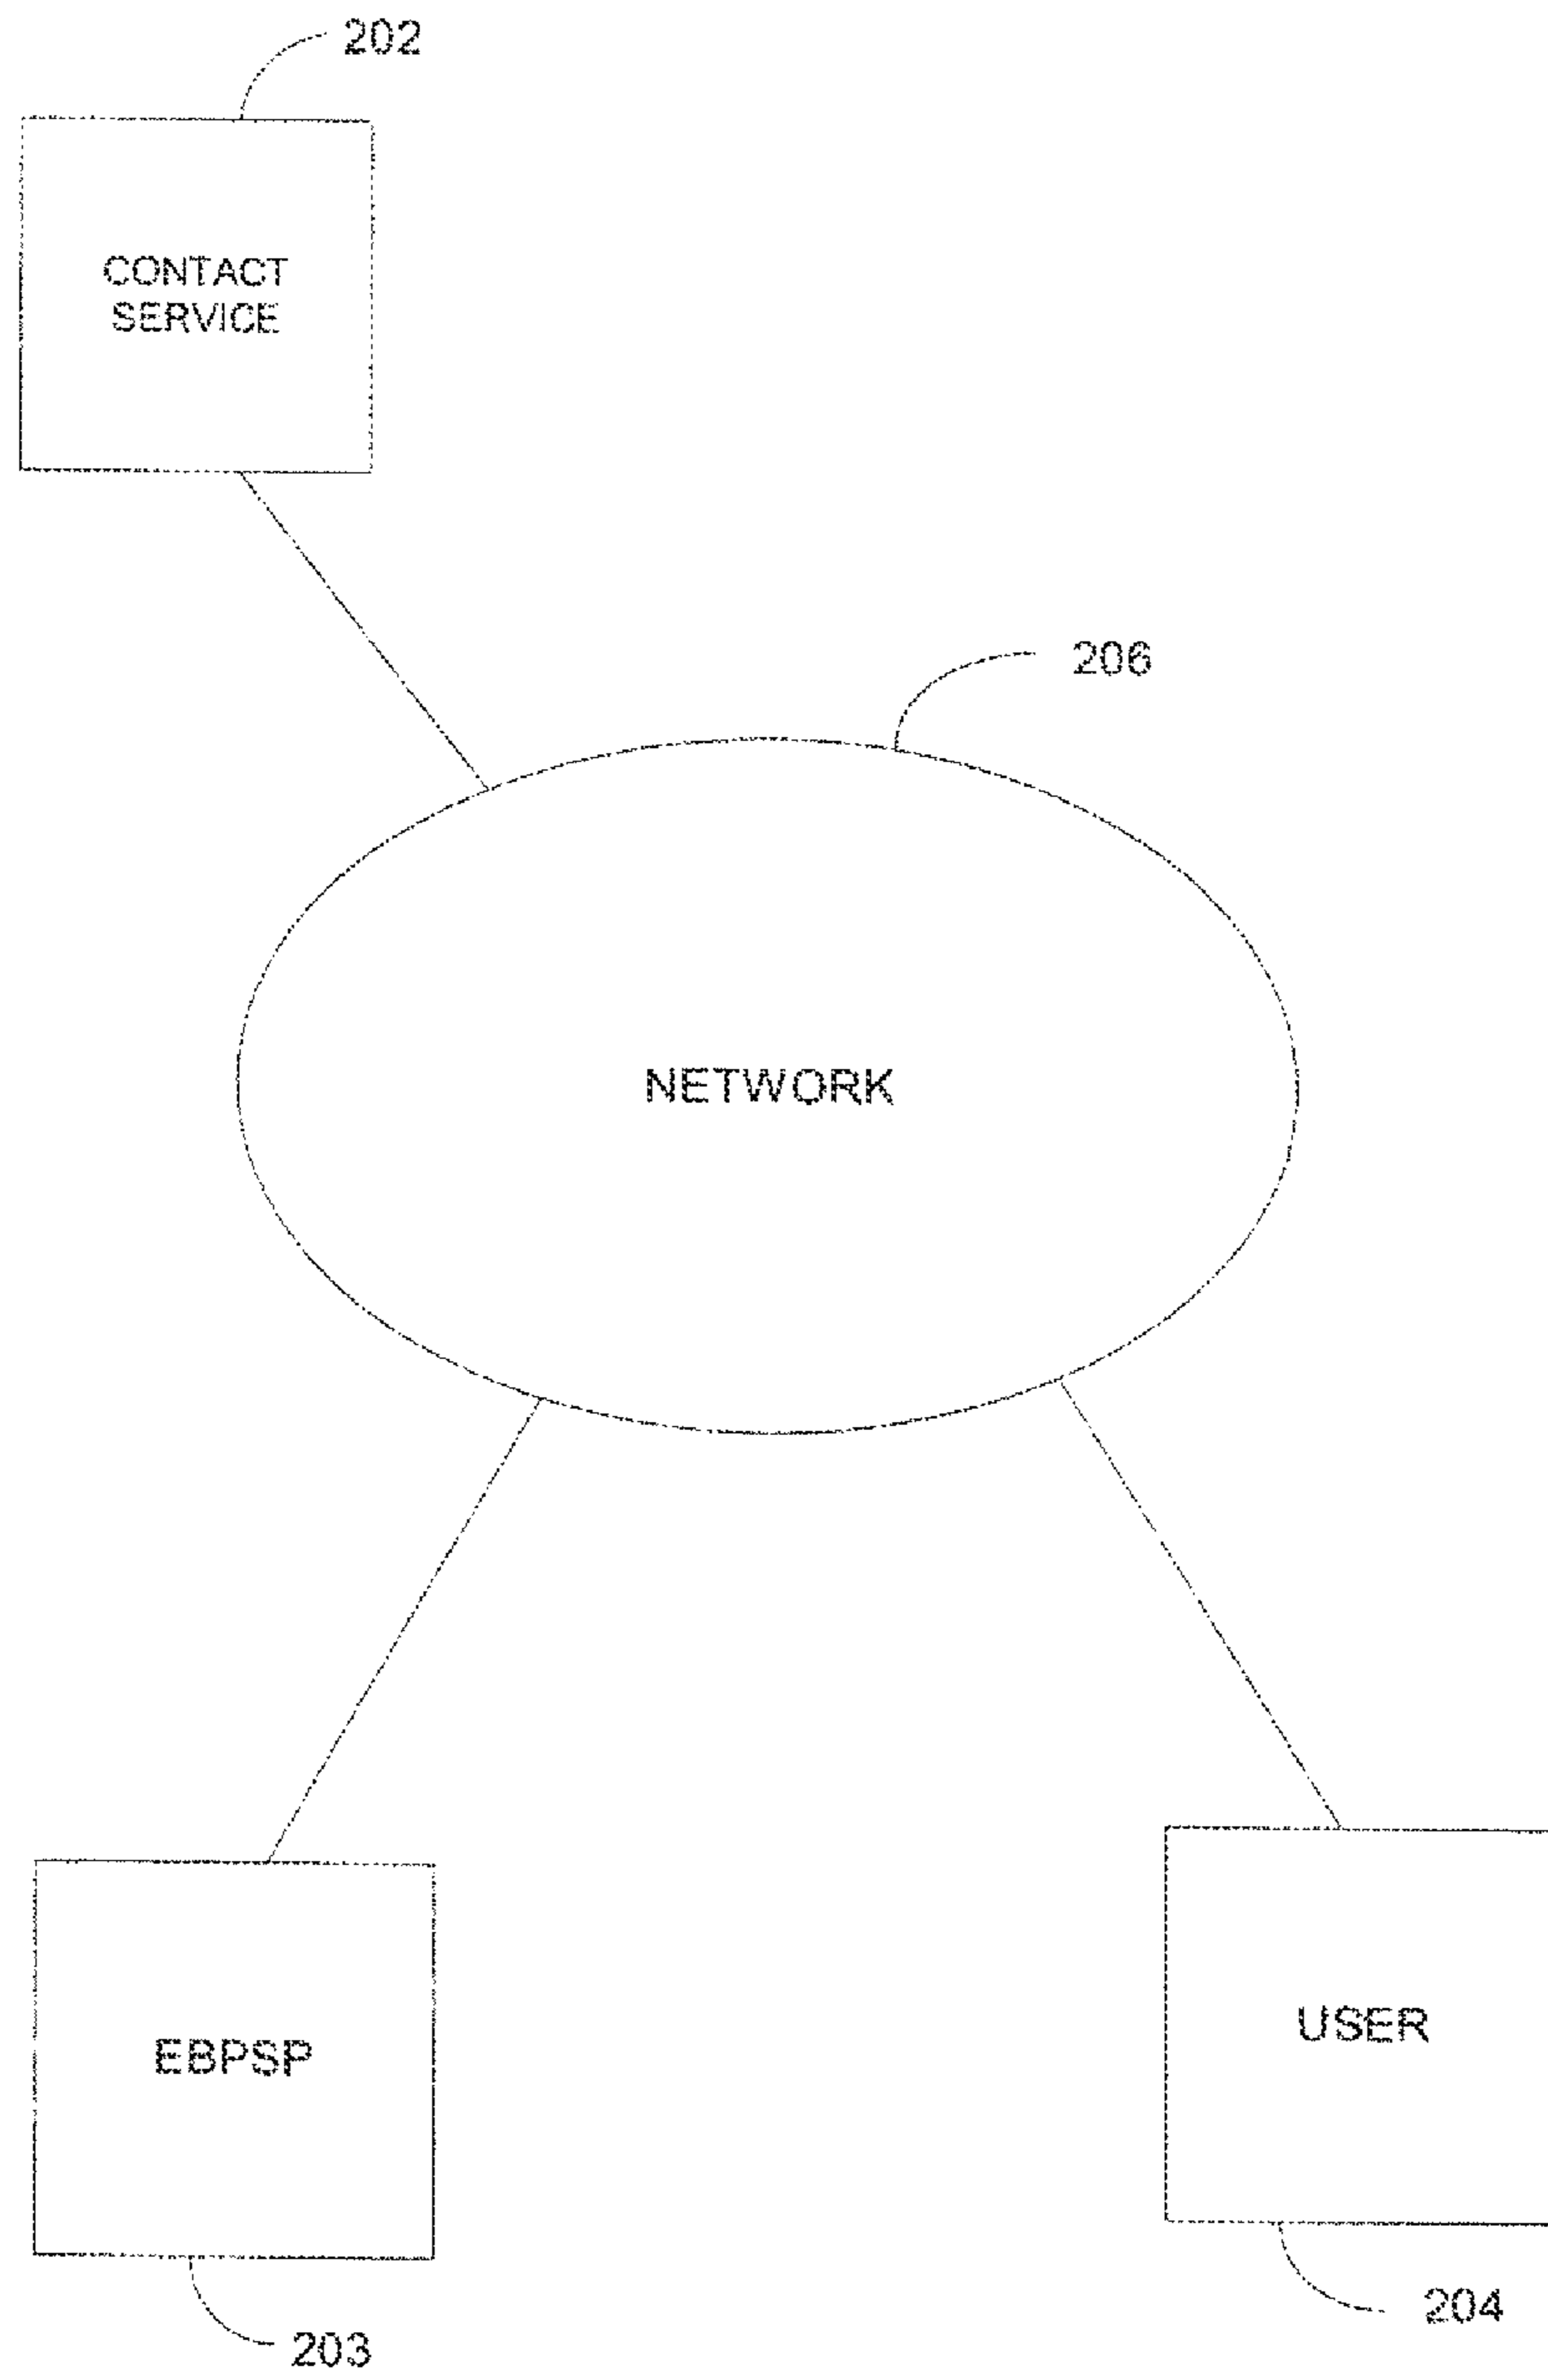 202
CONTACT
SERVICE
206
NETWORK
EBPSP
USER
204
203